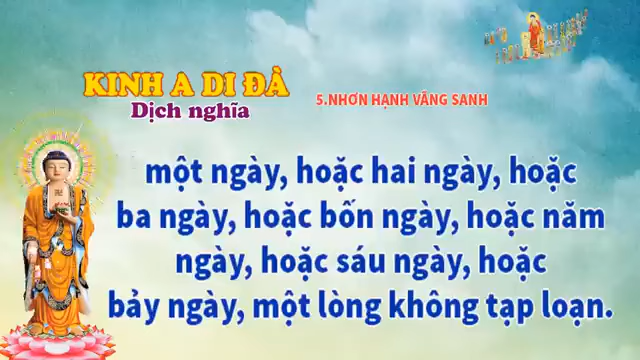 KINH A DI ĐÀ
Dịch nghĩa
5.NHƠN HẠNH VÃNG SANH
một ngày, hoặc hai ngày, hoặc
ba ngày, hoặc bốn ngày, hoặc năm
ngày, hoặc sáu ngày, hoặc
bảy ngày, một lòng không tạp loạn.